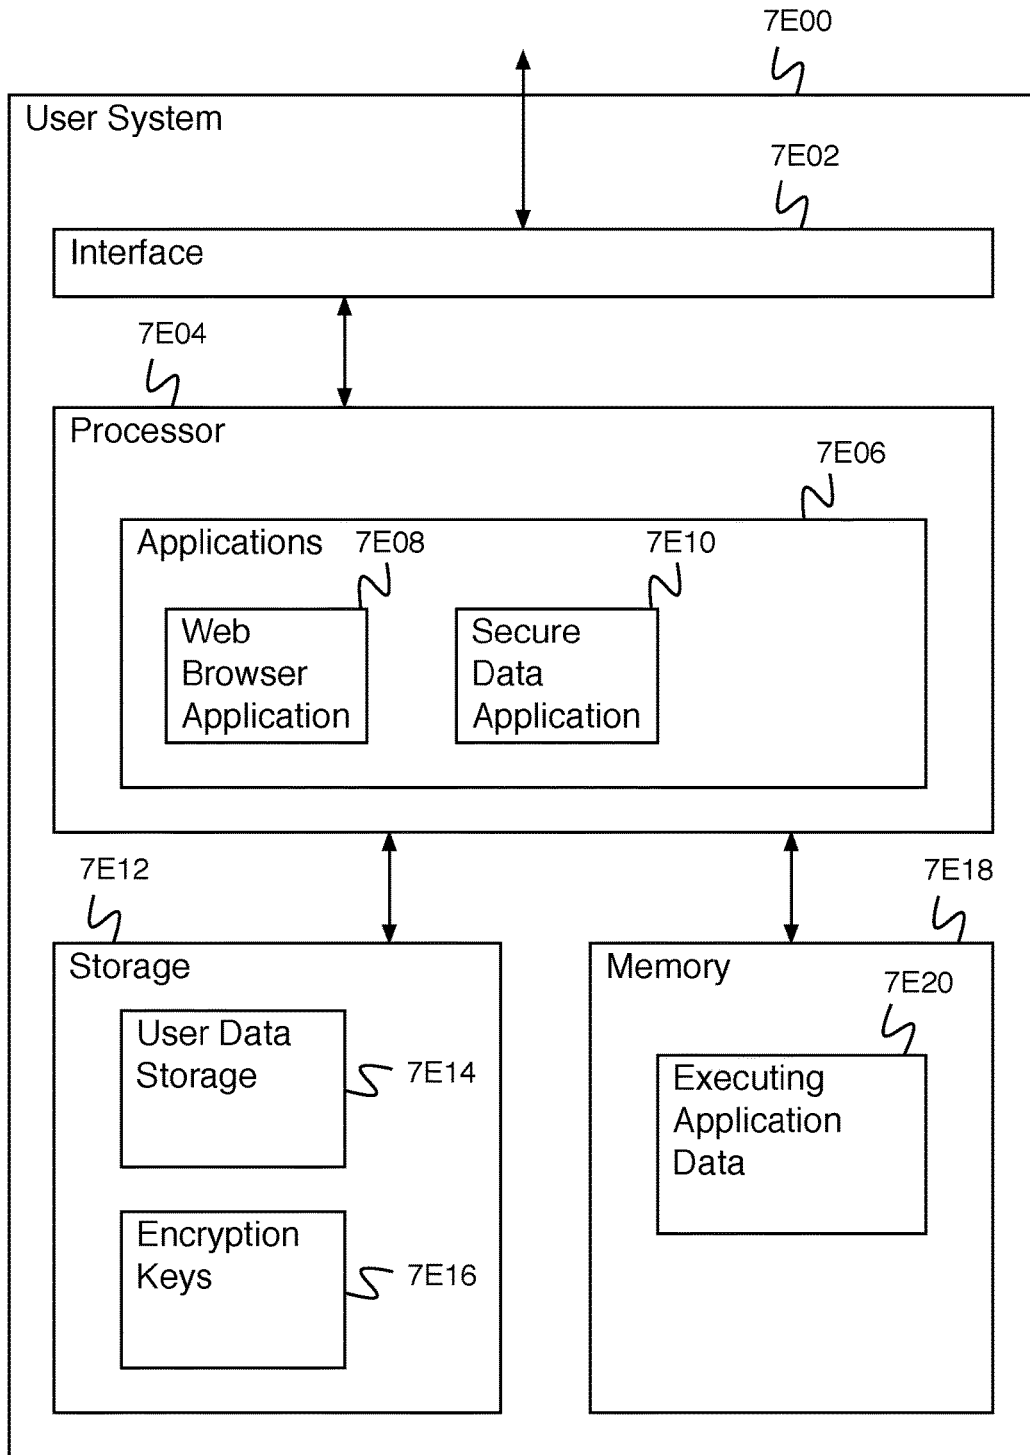 7E00
User System
7E02
Interface
7E04
Processor
7E06
Applications
7E08
7E10
Web
Browser
Application
Secure
Data
Application
7E12
7E18
Storage
Memory
7E20
User Data
Storage
7E14
Executing
Application
Data
Encryption
Keys
7E16